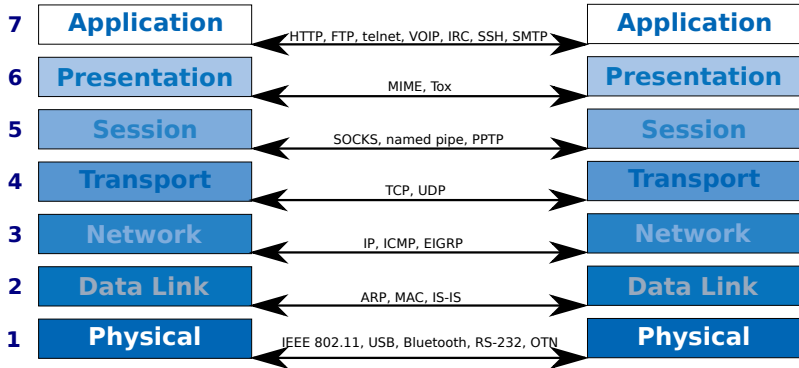 7 Application HTTP, FTP, telnet, VOIP, IRC, SSH, SMTP Application
6 Presentation MIME, Tox Presentation
5 Session SOCKS, named pipe, PPTP Session
4 Transport TCP, UDP Transport
3 Network IP, ICMP, EIGRP Network
2 Data Link ARP, MAC, IS-IS Data Link
1 Physical IEEE 802.11, USB, Bluetooth, RS-232, OTN Physical